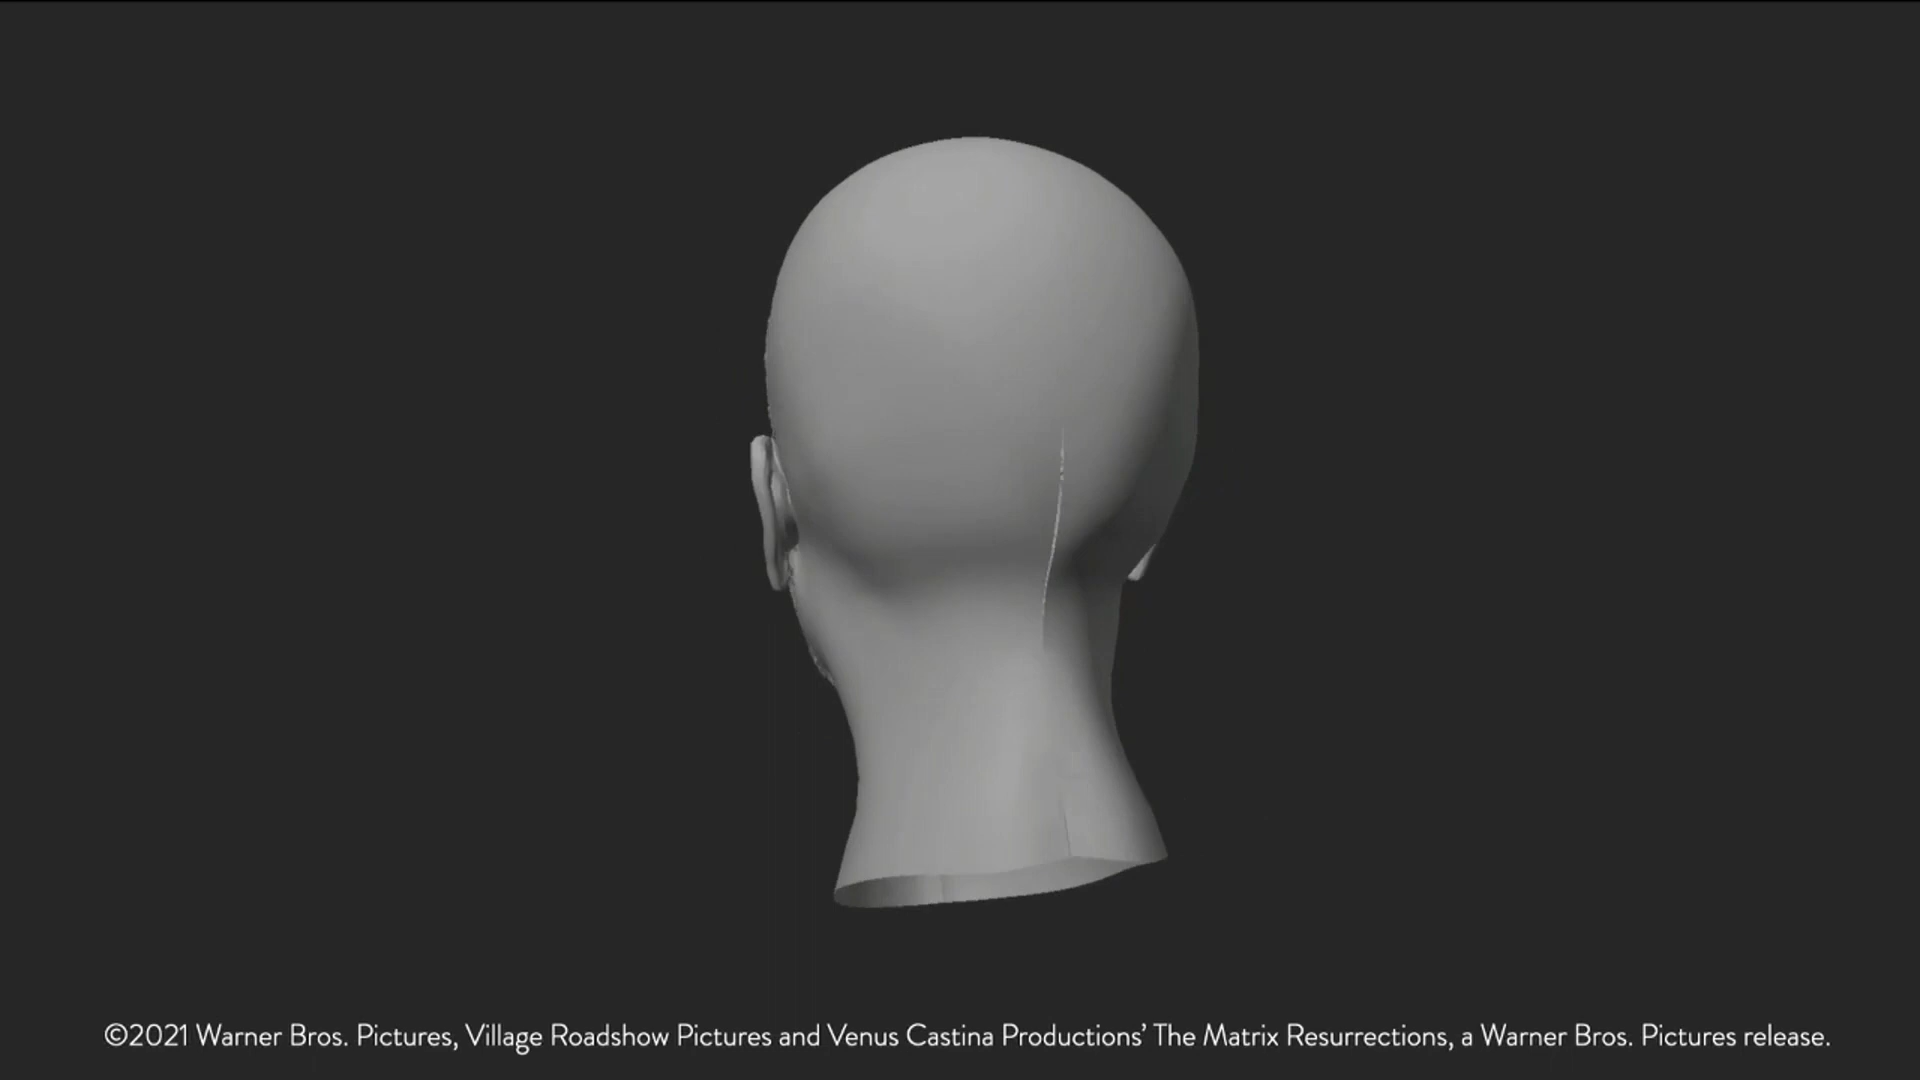 ©2021 Warner Bros. Pictures, Village Roadshow Pictures and Venus Castina Productions’ The Matrix Resurrections, a Warner Bros. Pictures release.